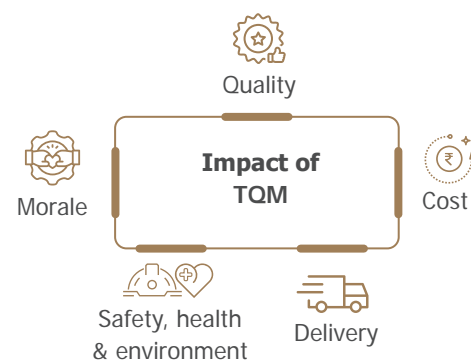 Quality
Impact of
TQM
Morale
₹
Cost
Safety, health
& environment
Delivery